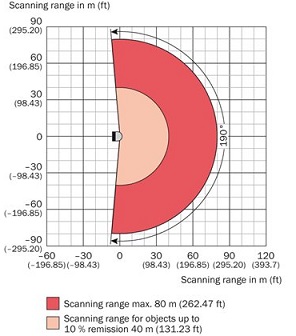 Scanning range in m (ft)
90
(295.20)
60
(196.85)
30
(98.43)
0
−30
(−98.43)
−60
(−196.85)
−90
(−295.20)
190°
−60 −30 0 30 60 90 120
(−196.85)(−98.43) (98.43) (196.85) (295.20) (393.7)
Scanning range in m (ft)
Scanning range max. 80 m (262.47 ft)
Scanning range for objects up to
10 % remission 40 m (131.23 ft)